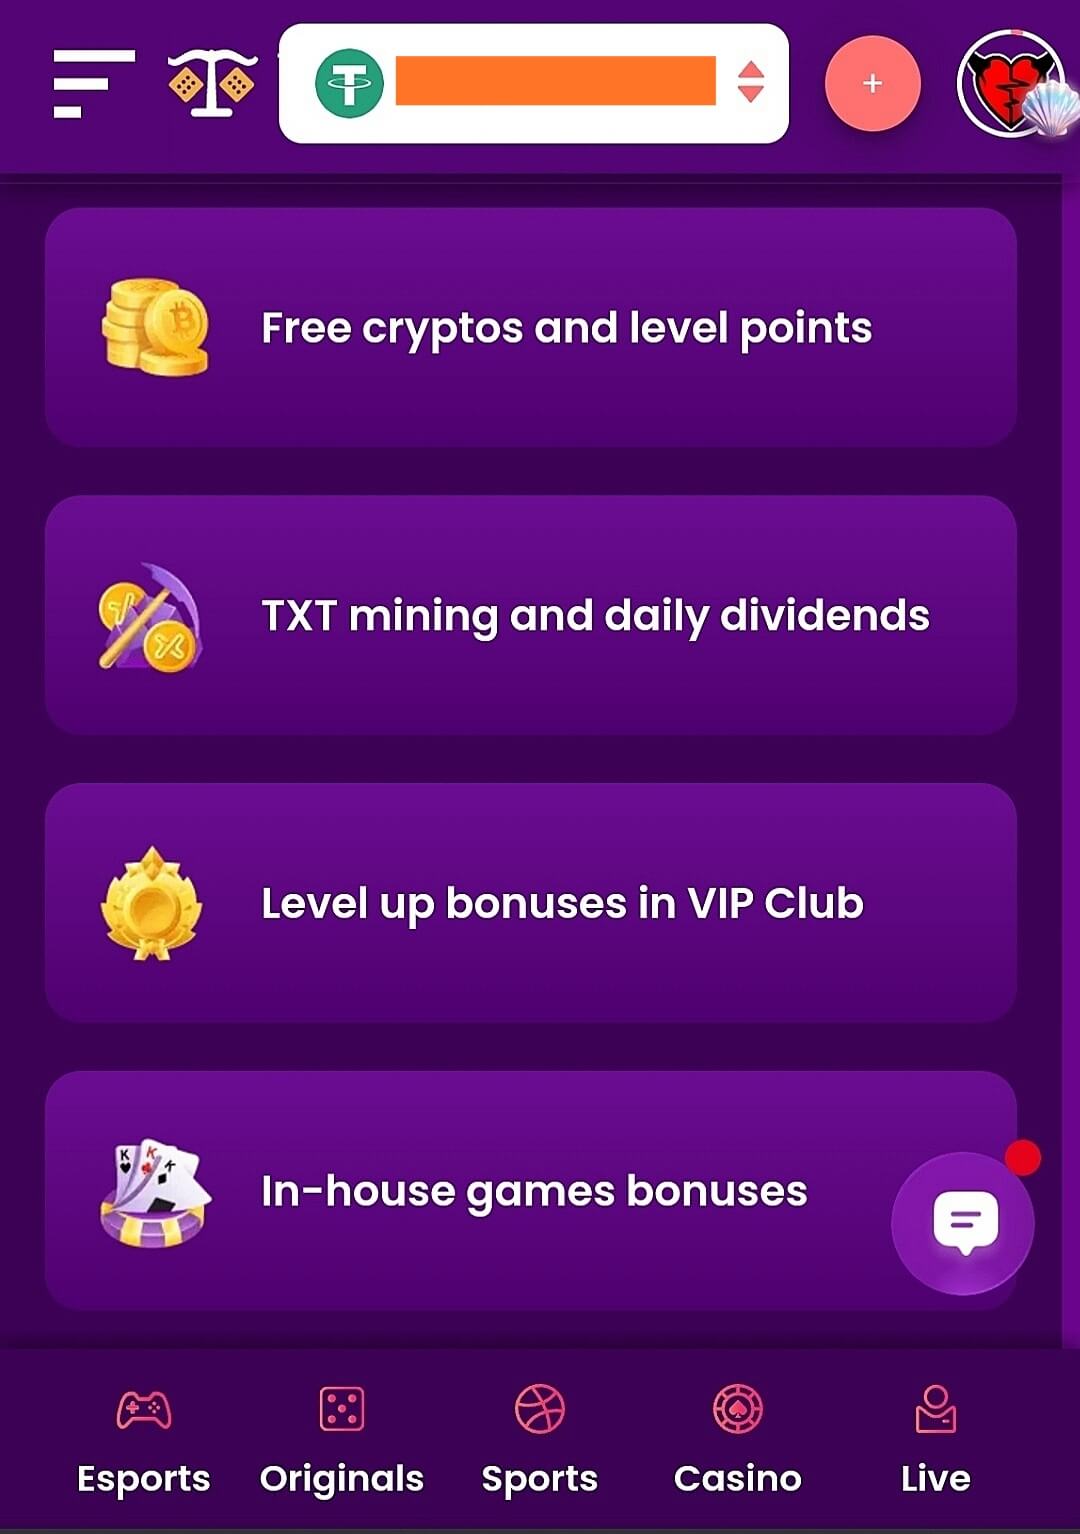 Free cryptos and level points
TXT mining and daily dividends
Level up bonuses in VIP Club
In-house games bonuses
Esports
Originals
Sports
Casino
Live